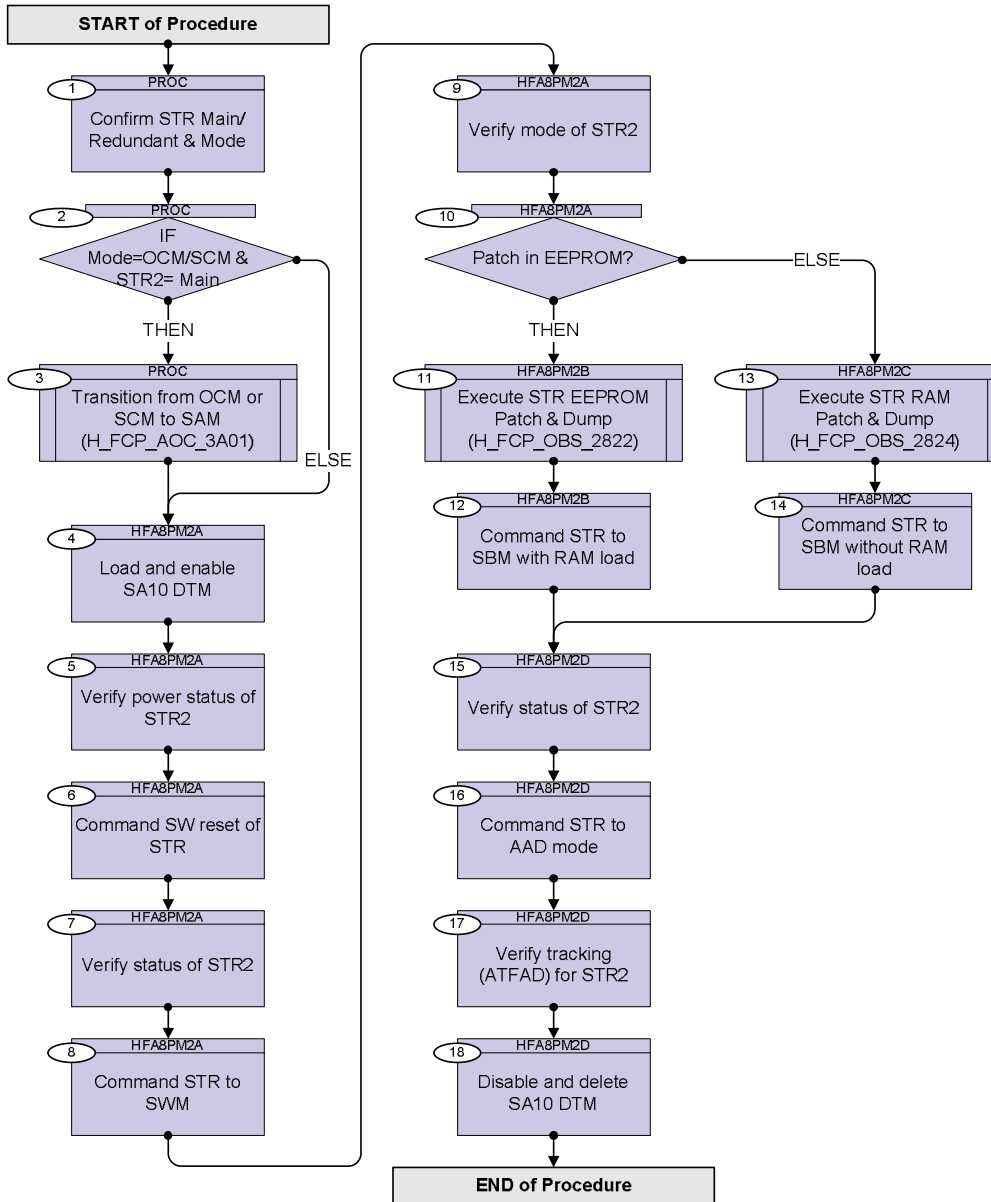 START of Procedure
1
PROC
Confirm STR Main/
Redundant & Mode
2
PROC
IF
Mode=OCM/SCM &
STR2= Main
THEN
ELSE
3
PROC
Transition from OCM or
SCM to SAM
(H_FCP_AOC_3A01)
4
HFA8PM2A
Load and enable
SA10 DTM
5
HFA8PM2A
Verify power status of
STR2
6
HFA8PM2A
Command SW reset of
STR
7
HFA8PM2A
Verify status of STR2
8
HFA8PM2A
Command STR to
SWM
9
HFA8PM2A
Verify mode of STR2
10
HFA8PM2A
Patch in EEPROM?
ELSE
THEN
11
HFA8PM2B
Execute STR EEPROM
Patch & Dump
(H_FCP_OBS_2822)
13
HFA8PM2C
Execute STR RAM
Patch & Dump
(H_FCP_OBS_2824)
12
HFA8PM2B
Command STR to
SBM with RAM load
14
HFA8PM2C
Command STR to
SBM without RAM
load
15
HFA8PM2D
Verify status of STR2
16
HFA8PM2D
Command STR to
AAD mode
17
HFA8PM2D
Verify tracking
(ATFAD) for STR2
18
HFA8PM2D
Disable and delete
SA10 DTM
END of Procedure